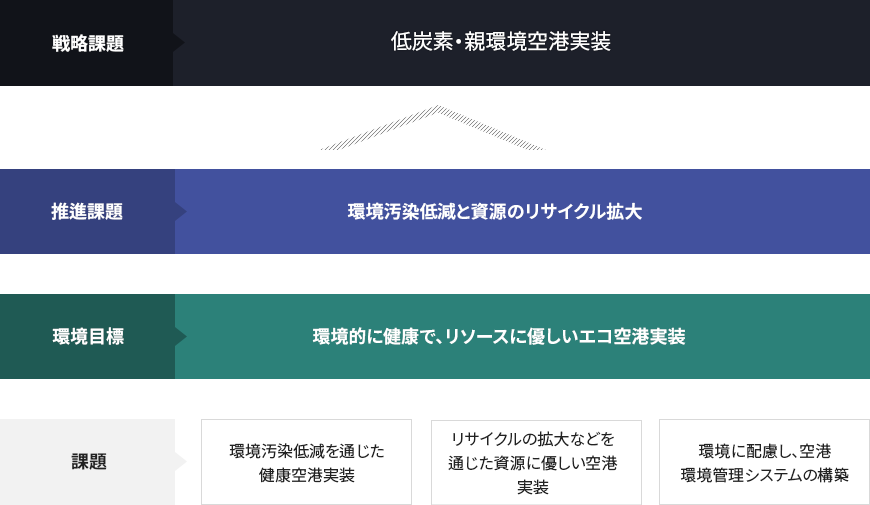 戦略課題
低炭素・親環境空港実装
推進課題
環境汚染低減と資源のリサイクル拡大
環境目標
環境的に健康で、リソースに優しいエコ空港実装
課題
環境汚染低減を通じた
健康空港実装
リサイクルの拡大などを
通じた資源に優しい空港
実装
環境に配慮し、空港
環境管理システムの構築